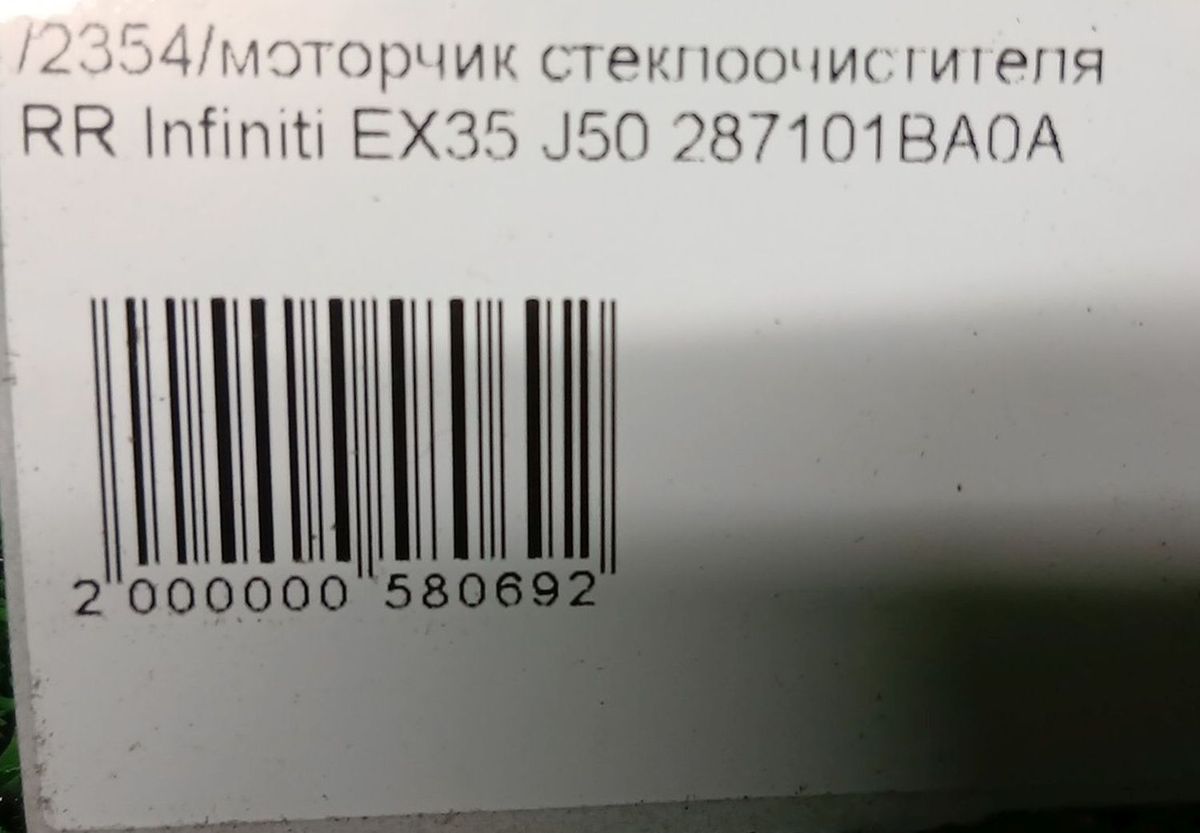 /2354/моторчик стеклоочистителя
RR Infiniti EX35 J50 287101BA0A
2 000000 580692